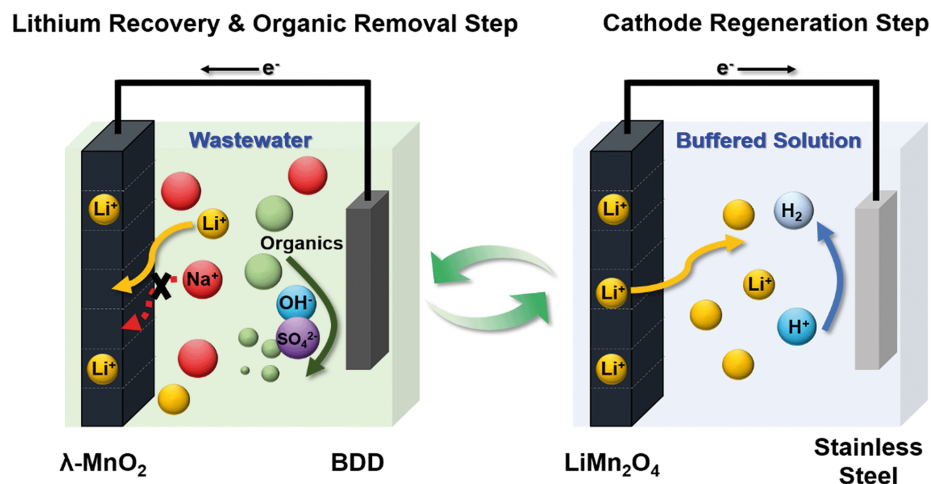 Lithium Recovery & Organic Removal Step
Cathode Regeneration Step
e-
e-
Wastewater
Buffered Solution
Li+
Li+
Organics
Na+
OH-
SO42-
Li+
Li+
H2
Li+
Li+
H+
Li+
λ-MnO2
BDD
LiMn2O4
Stainless
Steel